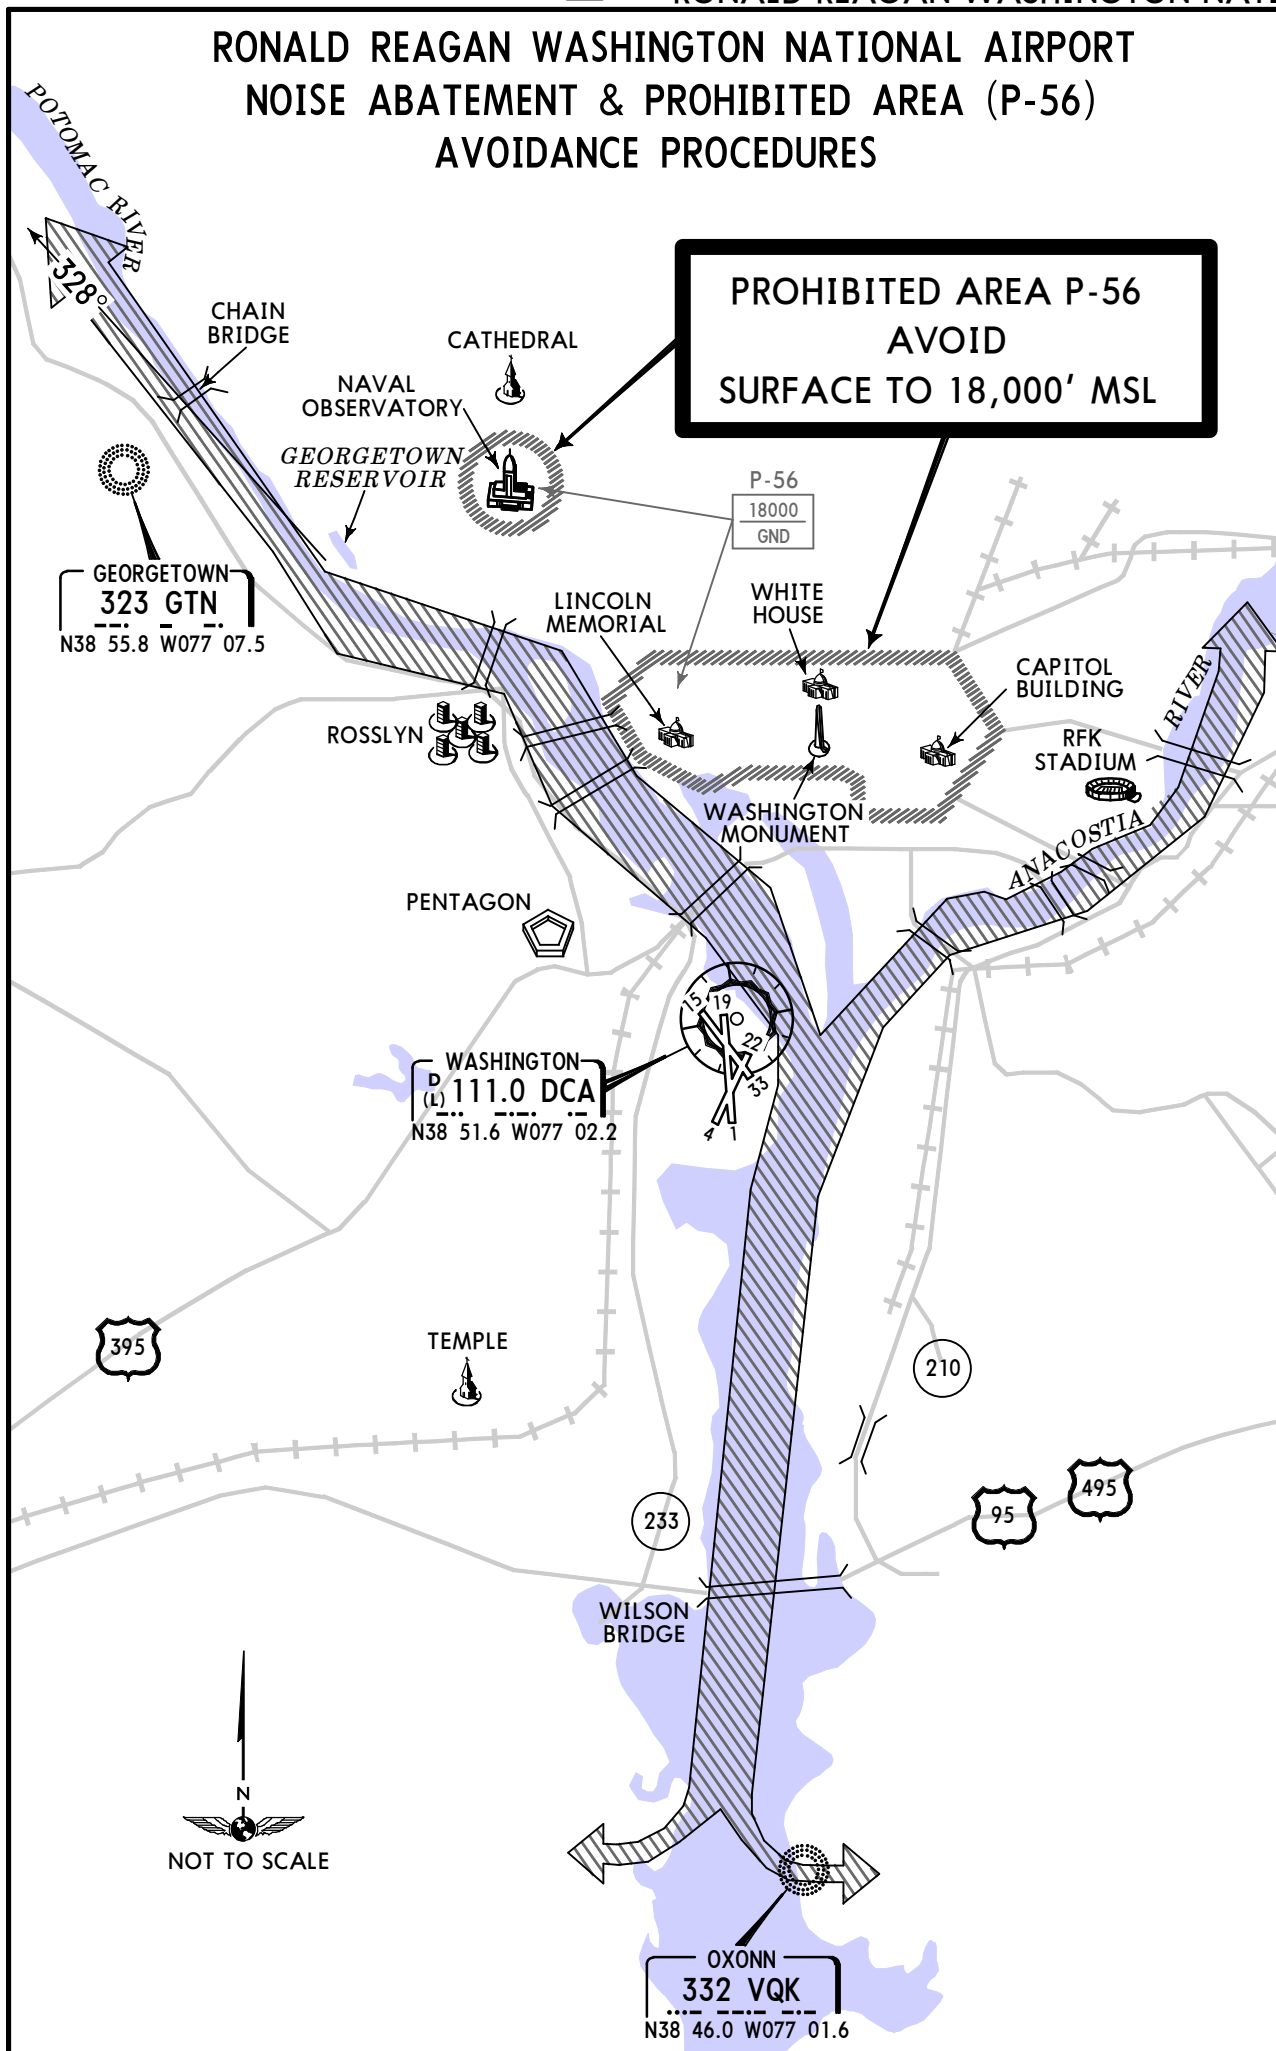 RONALD REAGAN WASHINGTON NATIONAL AIRPORT
NOISE ABATEMENT & PROHIBITED AREA (P-56)
AVOIDANCE PROCEDURES
POTOMAC RIVER
328°
CHAIN
BRIDGE
CATHEDRAL
NAVAL
OBSERVATORY
GEORGETOWN
RESERVOIR
PROHIBITED AREA P-56
AVOID
SURFACE TO 18,000' MSL
P-56
18000
GND
GEORGETOWN
323 GTN
N38 55.8 W077 07.5
LINCOLN
MEMORIAL
WHITE
HOUSE
CAPITOL
BUILDING
ROSSLYN
RFK
STADIUM
WASHINGTON
MONUMENT
ANACOSTIA
RIVER
PENTAGON
15
19
22
33
4
1
WASHINGTON
D
(L)
111.0 DCA
N38 51.6 W077 02.2
395
TEMPLE
210
233
95
495
WILSON
BRIDGE
N
NOT TO SCALE
OXONN
332 VQK
N38 46.0 W077 01.6